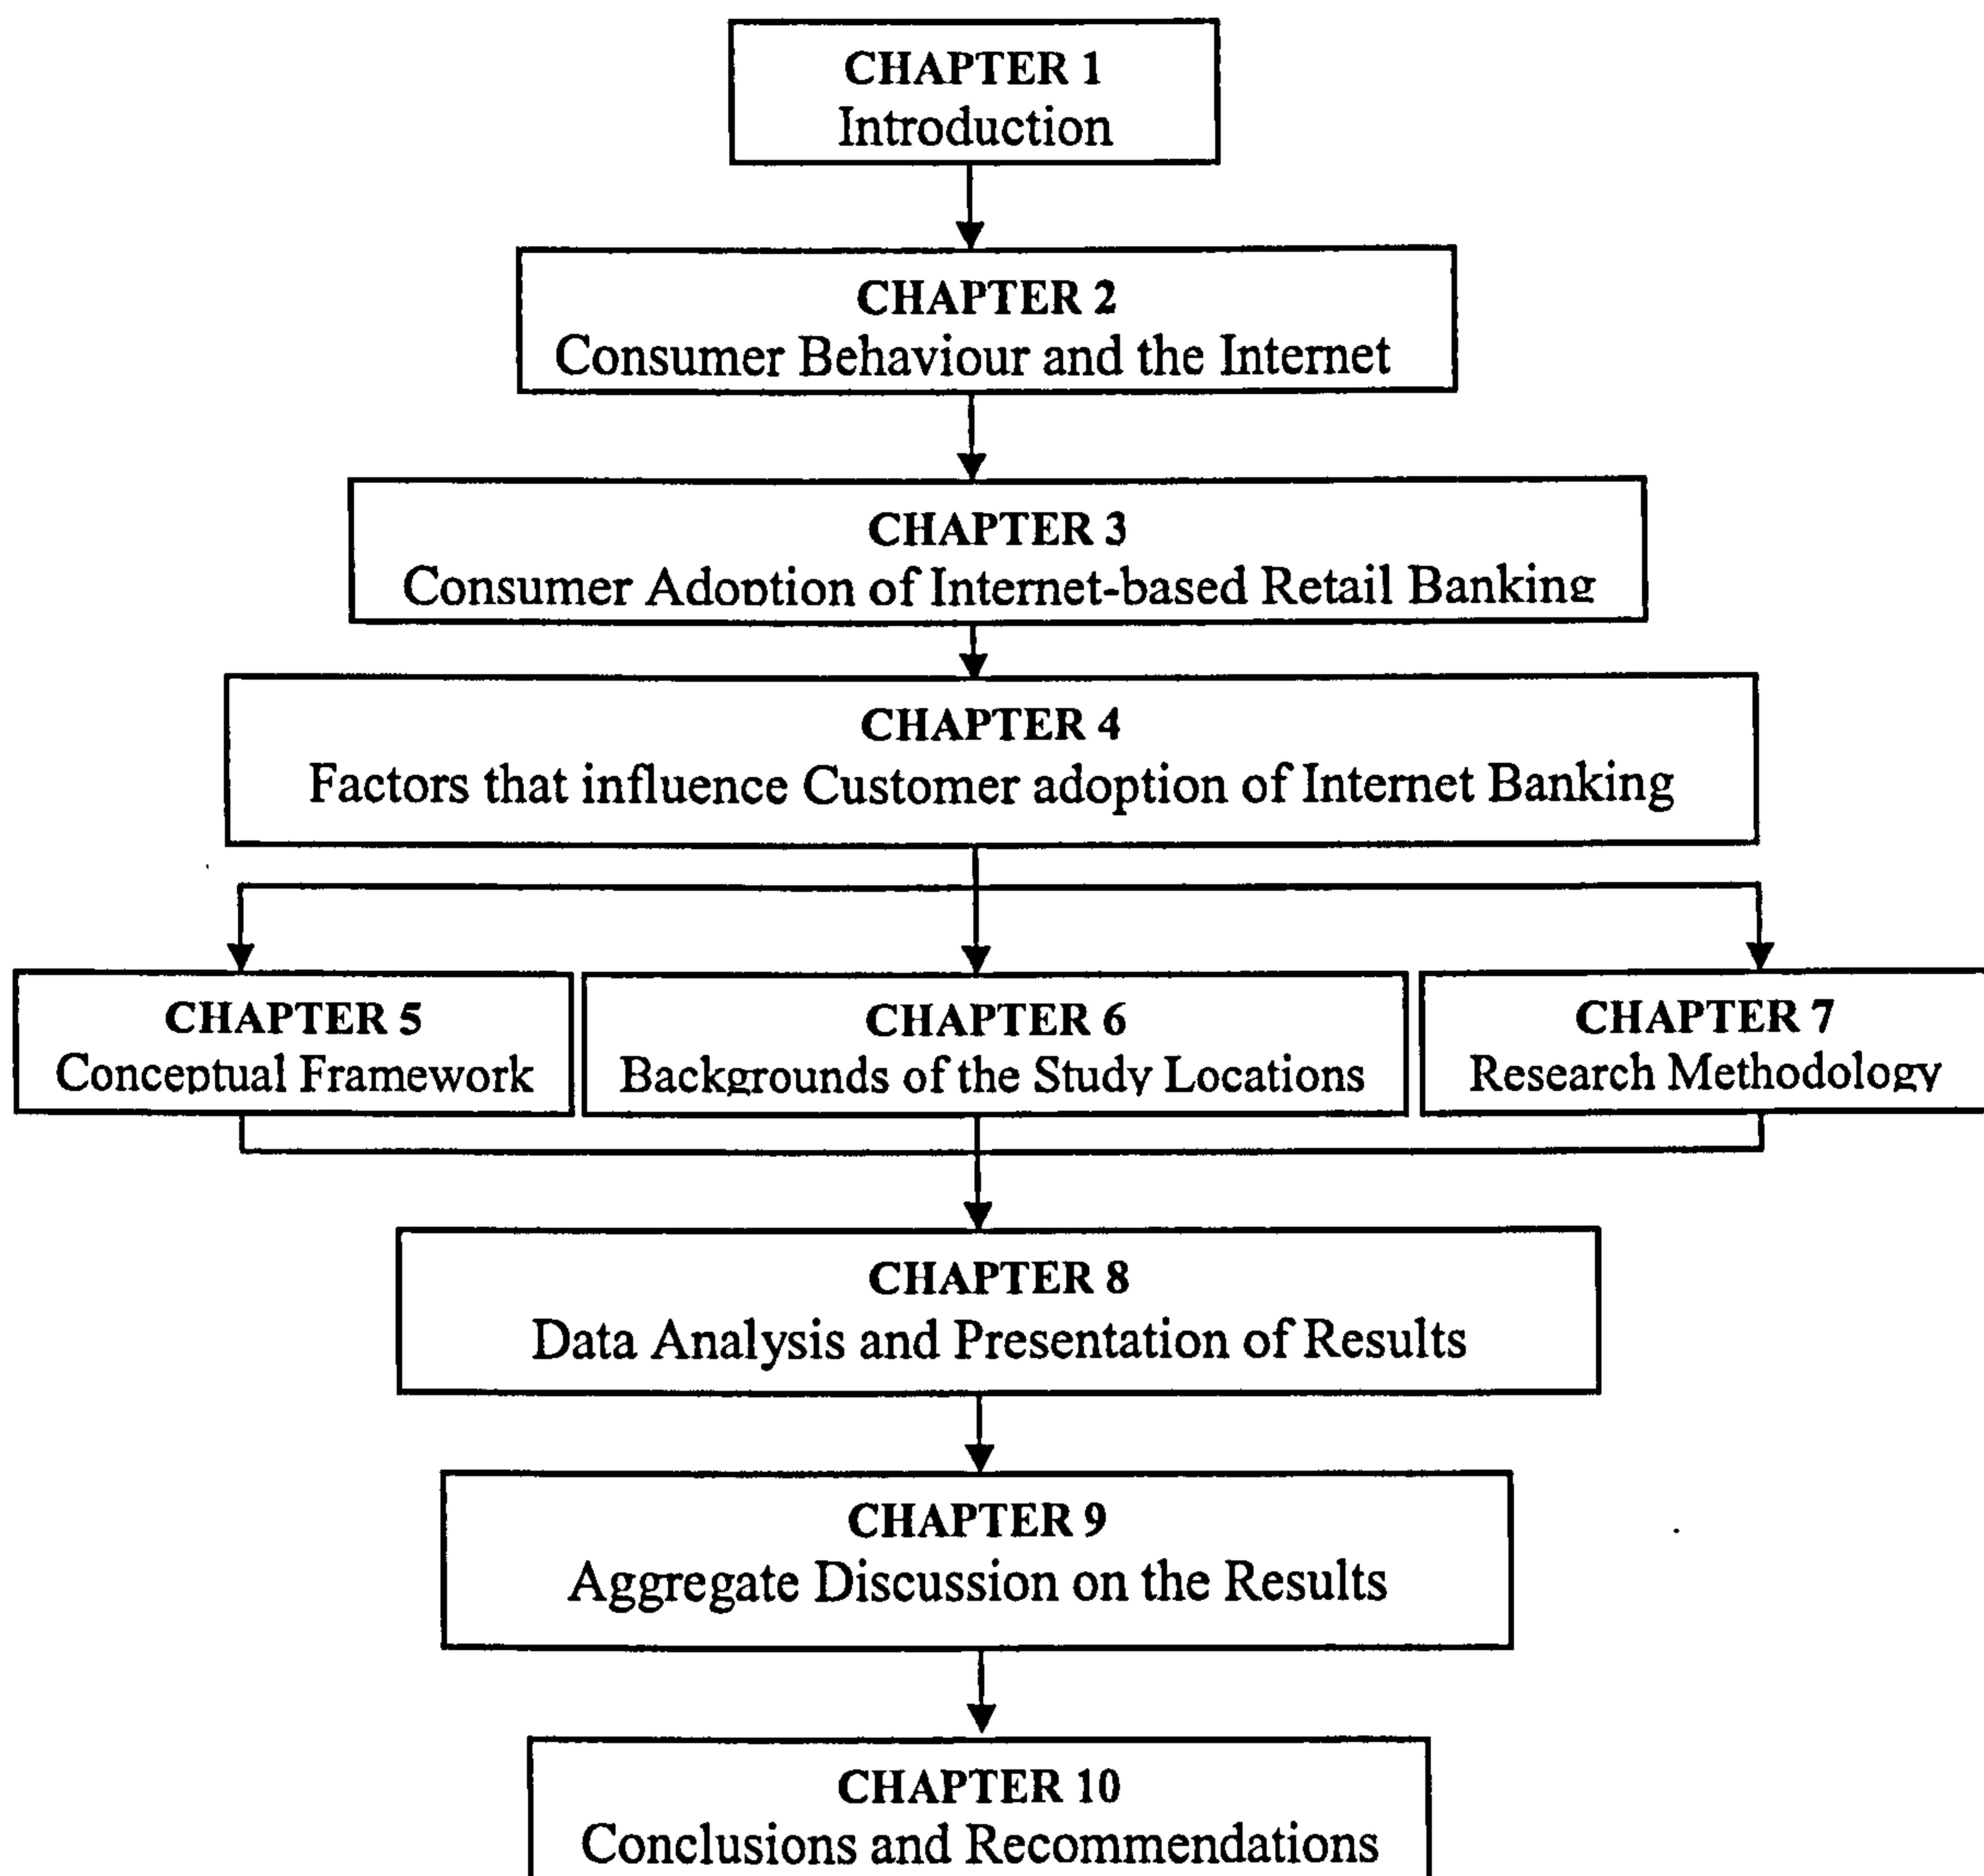 CHAPTER 1
Introduction
CHAPTER 2
Consumer Behaviour and the Internet
CHAPTER 3
Consumer Adoption of Internet-based Retail Banking
CHAPTER 4
Factors that influence Customer adoption of Internet Banking
CHAPTER 5
Conceptual Framework
CHAPTER 6
Backgrounds of the Study Locations
CHAPTER 7
Research Methodology
CHAPTER 8
Data Analysis and Presentation of Results
CHAPTER 9
Aggregate Discussion on the Results
CHAPTER 10
Conclusions and Recommendations